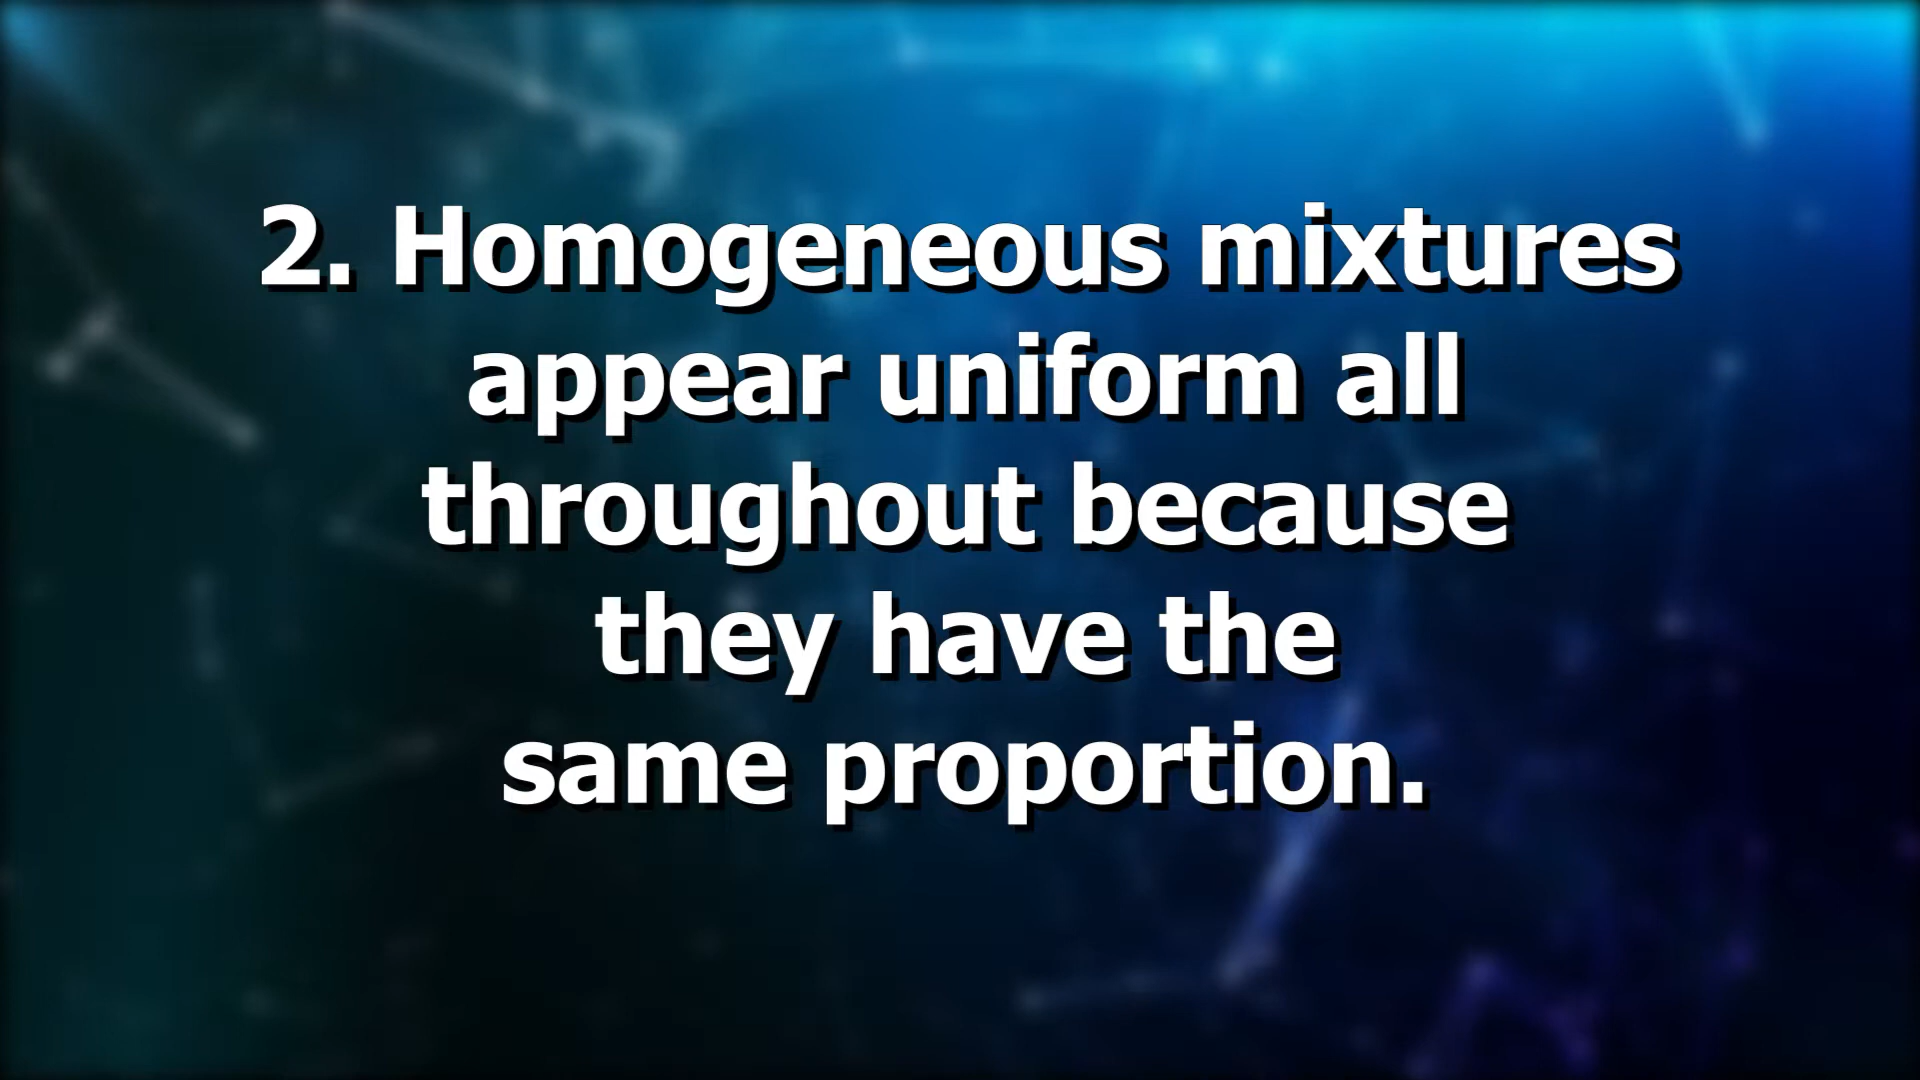 2. Homogeneous mixtures
appear uniform all
throughout because
they have the
same proportion.